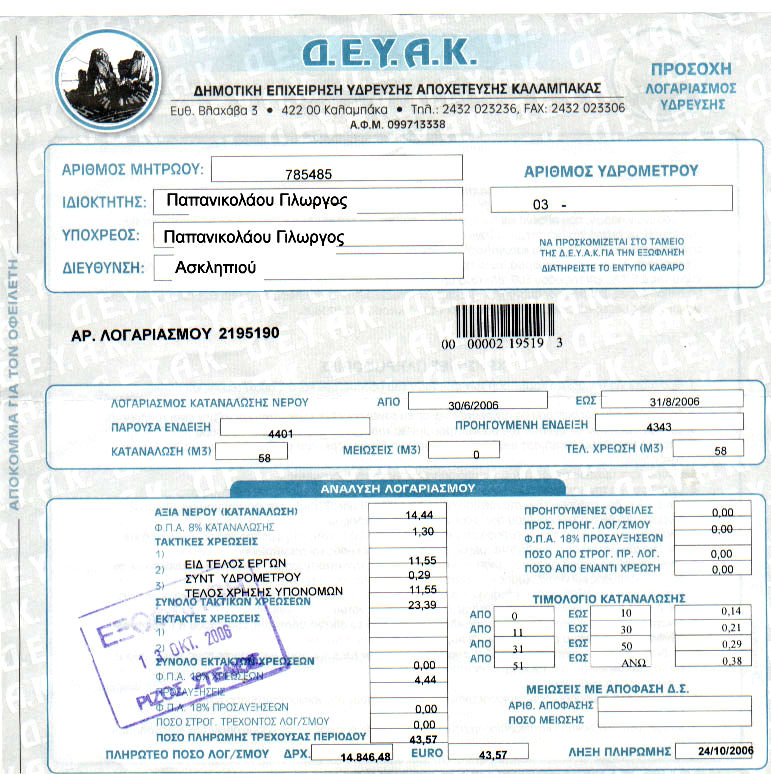 Δ.Ε.Υ.Α.Κ.
ΔΗΜΟΤΙΚΗ ΕΠΙΧΕΙΡΗΣΗ ΥΔΡΕΥΣΗΣ ΑΠΟΧΕΤΕΥΣΗΣ ΚΑΛΑΜΠΑΚΑΣ
Ευθ. Βλαχάβα 3 • 422 00 Καλαμπάκα • Τηλ.: 2432 023236, FAX: 2432 023306
Α.Φ.Μ. 099713338
ΠΡΟΣΟΧΗ
ΛΟΓΑΡΙΑΣΜΟΣ
ΥΔΡΕΥΣΗΣ
ΑΠΟΚΟΜΜΑ ΓΙΑ ΤΟΝ ΟΦΕΙΛΕΤΗ
ΑΡΙΘΜΟΣ ΜΗΤΡΩΟΥ: 785485
ΙΔΙΟΚΤΗΤΗΣ: Παπανικολάου Γιλωργος
ΥΠΟΧΡΕΟΣ: Παπανικολάου Γιλωργος
ΔΙΕΥΘΥΝΣΗ: Ασκληπιού
ΑΡΙΘΜΟΣ ΥΔΡΟΜΕΤΡΟΥ
03 -
ΝΑ ΠΡΟΣΚΟΜΙΖΕΤΑΙ ΣΤΟ ΤΑΜΕΙΟ
ΤΗΣ Δ.Ε.Υ.Α.Κ. ΓΙΑ ΤΗΝ ΕΞΟΦΛΗΣΗ
ΔΙΑΤΗΡΕΙΣΤΕ ΤΟ ΕΝΤΥΠΟ ΚΑΘΑΡΟ
ΑΡ. ΛΟΓΑΡΙΑΣΜΟΥ 2195190
00 00002 19519 3
ΛΟΓΑΡΙΑΣΜΟΣ ΚΑΤΑΝΑΛΩΣΗΣ ΝΕΡΟΥ ΑΠΟ 30/6/2006 ΕΩΣ 31/8/2006
ΠΑΡΟΥΣΑ ΕΝΔΕΙΞΗ 4401 ΠΡΟΗΓΟΥΜΕΝΗ ΕΝΔΕΙΞΗ 4343
ΚΑΤΑΝΑΛΩΣΗ (Μ3) 58 ΜΕΙΩΣΕΙΣ (Μ3) 0 ΤΕΛ. ΧΡΕΩΣΗ (Μ3) 58
ΑΝΑΛΥΣΗ ΛΟΓΑΡΙΑΣΜΟΥ
ΑΞΙΑ ΝΕΡΟΥ (ΚΑΤΑΝΑΛΩΣΗ) 14,44
Φ.Π.Α. 8% ΚΑΤΑΝΑΛΩΣΗΣ 1,30
ΤΑΚΤΙΚΕΣ ΧΡΕΩΣΕΙΣ
1) ΕΙΔ ΤΕΛΟΣ ΕΡΓΩΝ 11,55
2) ΣΥΝΤ ΥΔΡΟΜΕΤΡΟΥ 0,29
3) ΤΕΛΟΣ ΧΡΗΣΗΣ ΥΠΟΝΟΜΩΝ 11,55
ΣΥΝΟΛΟ ΤΑΚΤΙΚΩΝ ΧΡΕΩΣΕΩΝ 23,39
ΕΚΤΑΚΤΕΣ ΧΡΕΩΣΕΙΣ
1)
2)
ΣΥΝΟΛΟ ΕΚΤΑΚΤΩΝ ΧΡΕΩΣΕΩΝ 0,00
Φ.Π.Α. 18% ΧΡΕΩΣΕΩΝ 4,44
ΠΡΟΣΑΥΞΗΣΕΙΣ
Φ.Π.Α. 18% ΠΡΟΣΑΥΞΗΣΕΩΝ 0,00
ΠΟΣΟ ΣΤΡΟΓ. ΤΡΕΧΟΝΤΟΣ ΛΟΓ/ΣΜΟΥ 0,00
ΠΟΣΟ ΠΛΗΡΩΜΗΣ ΤΡΕΧΟΥΣΑΣ ΠΕΡΙΟΔΟΥ 43,57
13 ΟΚΤ. 2006
ΠΡΟΗΓΟΥΜΕΝΕΣ ΟΦΕΙΛΕΣ 0,00
ΠΡΟΣ. ΠΡΟΗΓ. ΛΟΓ/ΣΜΟΥ 0,00
Φ.Π.Α. 18% ΠΡΟΣΑΥΞΗΣΕΩΝ
ΠΟΣΟ ΑΠΟ ΣΤΡΟΓ. ΠΡ. ΛΟΓ. 0,00
ΠΟΣΟ ΑΠΟ ΕΝΑΝΤΙ ΧΡΕΩΣΗ 0,00
ΤΙΜΟΛΟΓΙΟ ΚΑΤΑΝΑΛΩΣΗΣ
ΑΠΟ 0 ΕΩΣ 10 0,14
ΑΠΟ 11 ΕΩΣ 30 0,21
ΑΠΟ 31 ΕΩΣ 50 0,29
ΑΠΟ 51 ΕΩΣ ΑΝΩ 0,38
ΜΕΙΩΣΕΙΣ ΜΕ ΑΠΟΦΑΣΗ Δ.Σ.
ΑΡΙΘ. ΑΠΟΦΑΣΗΣ
ΠΟΣΟ ΜΕΙΩΣΗΣ
ΠΛΗΡΩΤΕΟ ΠΟΣΟ ΛΟΓ/ΣΜΟΥ ΔΡΧ. 14.846,48 EURO 43,57 ΛΗΞΗ ΠΛΗΡΩΜΗΣ 24/10/2006